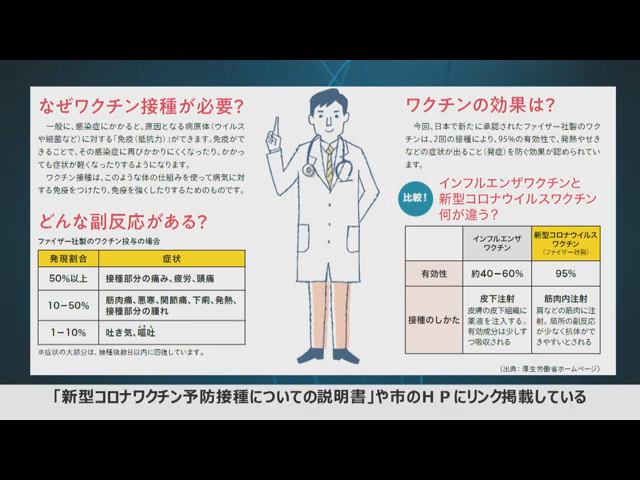 なぜワクチン接種が必要?
一般に、感染症にかかると、原因となる病原体(ウイルス
や細菌など)に対する「免疫(抵抗力)」ができます。免疫がで
きることで、その感染症に再びかかりにくくなったり、かかっ
ても症状が軽くなったりするようになります。
ワクチン接種は、このような体の仕組みを使って病気に対
する免疫をつけたり、免疫を強くしたりするためのものです。
どんな副反応がある?
ファイザー社製のワクチン投与の場合
発現割合 症状
50%以上 接種部分の痛み、疲労、頭痛
10−50% 筋肉痛、悪寒、関節痛、下痢、発熱、
接種部分の腫れ
1−10% 吐き気、嘔吐
※症状の大部分は、接種後数日以内に回復しています。
ワクチンの効果は?
今回、日本で新たに承認されたファイザー社製のワク
チンは、2回の接種により、95%の有効性で、発熱やせき
などの症状が出ること(発症)を防ぐ効果が認められてい
ます。
比較!
インフルエンザワクチンと
新型コロナウイルスワクチン
何が違う?
インフルエンザ
ワクチン
新型コロナウイルス
ワクチン
(ファイザー社製)
有効性 約40−60% 95%
接種のしかた
皮下注射
皮膚の皮下組織に
薬液を注入する。
有効成分は少しず
つ吸収される
筋肉内注射
肩などの筋肉に注
射。局所の副反応
が少なく抗体がで
きやすいとされる
(出典:厚生労働省ホームページ)
「新型コロナワクチン予防接種についての説明書」や市のHPにリンク掲載している